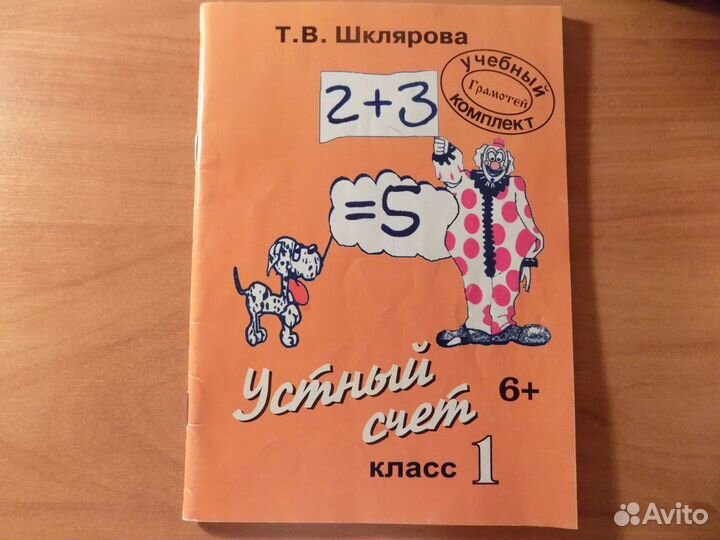 Т.В. Шклярова
учебный
Грамотей
комплект
2+3
=5
Устный
счет
6+
класс 1
Avito